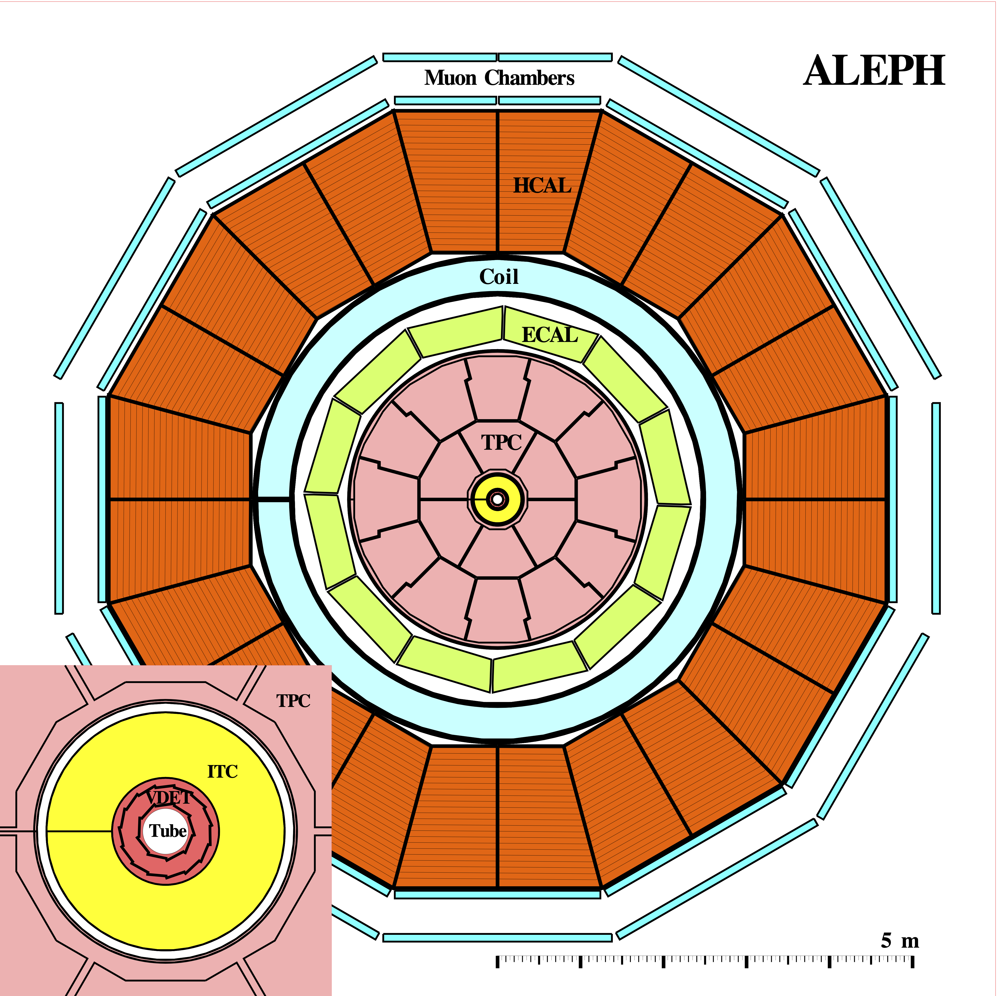 ALEPH
Muon Chambers
HCAL
Coil
ECAL
TPC
TPC
ITC
VDET
Tube
5 m